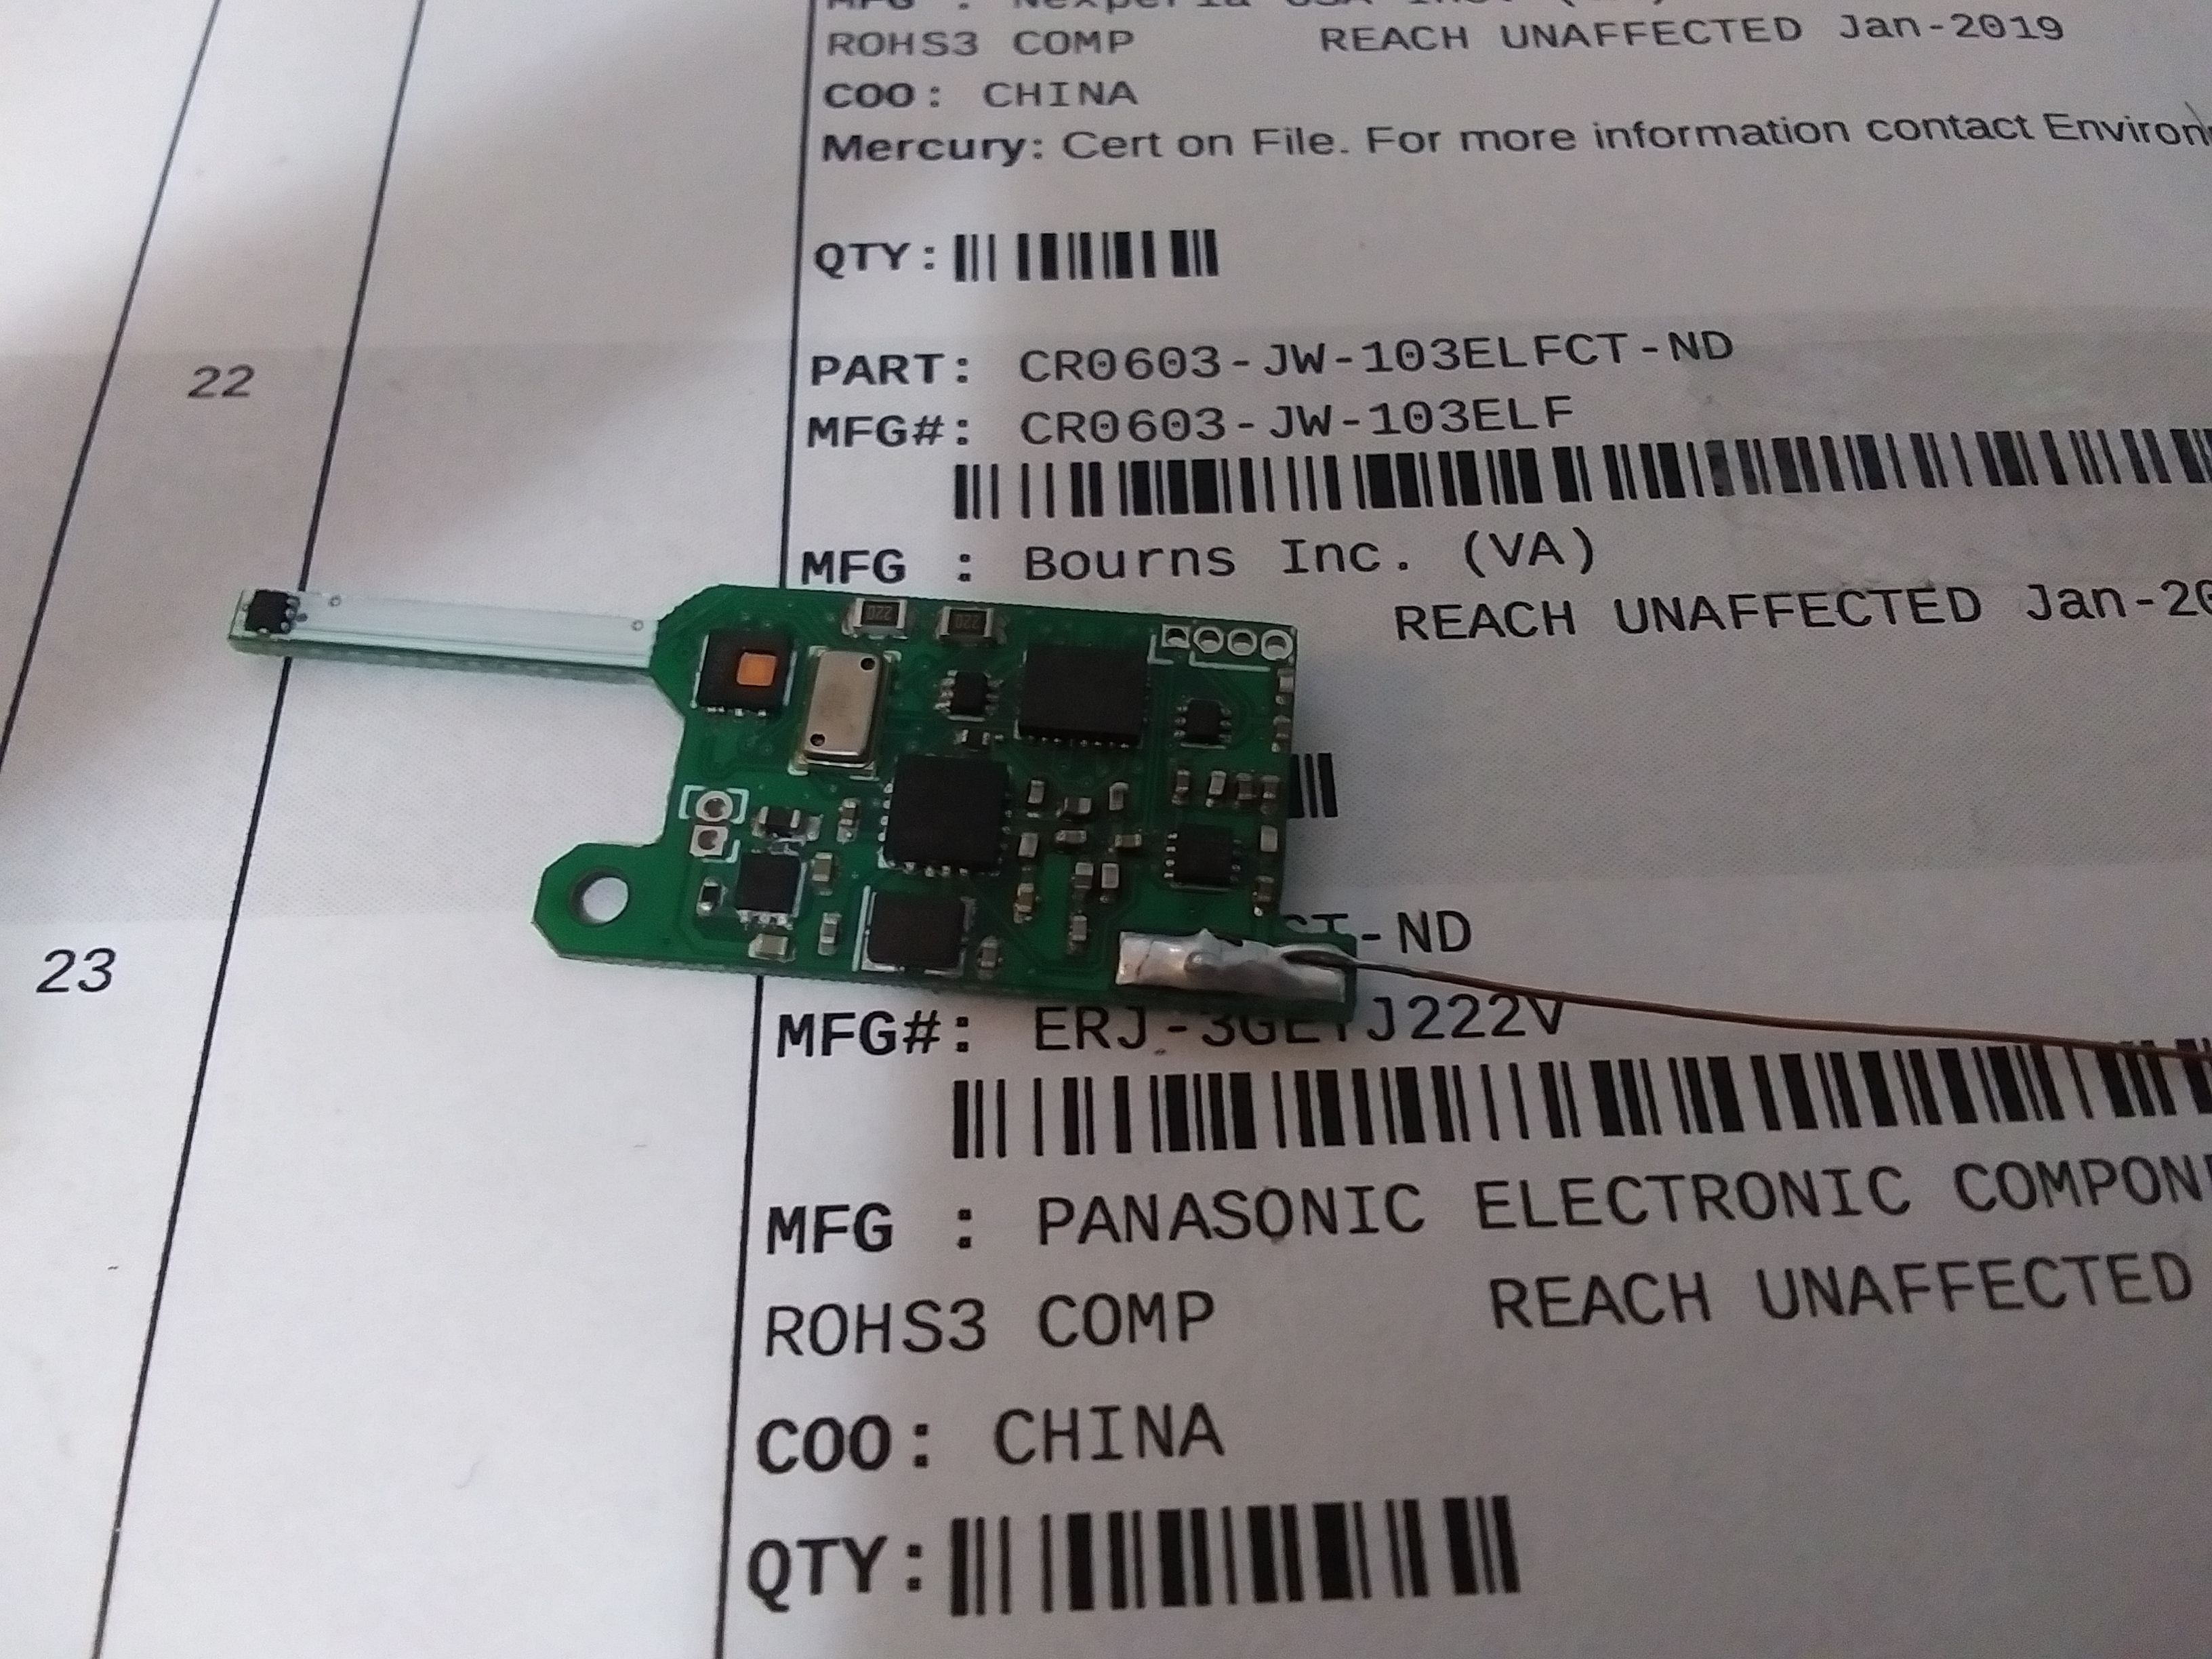 ROHS3 COMP REACH UNAFFECTED Jan-2019
COO: CHINA
Mercury: Cert on File. For more information contact
QTY:
22
PART: CR0603-JW-103ELFCT-ND
MFG#: CR0603-JW-103ELF
MFG : Bourns Inc. (VA)
REACH UNAFFECTED
220 220
23
-ND
MFG#:
MFG : PANASONIC ELECTRONIC
ROHS3 COMP REACH UNAFFECTED
COO: CHINA
QTY: